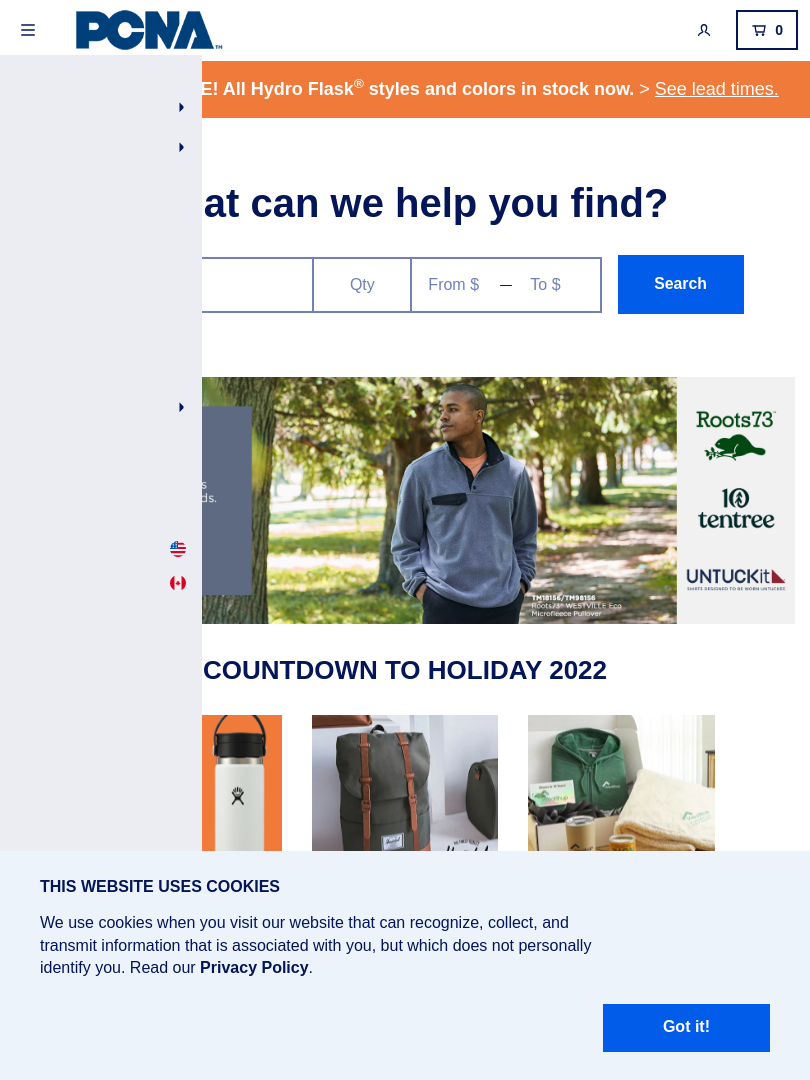 PCNA™
0
E! All Hydro Flask® styles and colors in stock now. > See lead times.
at can we help you find?
Qty
From $
—
To $
Search
s
ds.
Roots73
10
tentree
UNTUCKit
SHIRTS DESIGNED TO BE WORN UNTUCKED
TM18156/TM98156
Roots73® WESTVILLE Eco
Microfleece Pullover
COUNTDOWN TO HOLIDAY 2022
THIS WEBSITE USES COOKIES
We use cookies when you visit our website that can recognize, collect, and
transmit information that is associated with you, but which does not personally
identify you. Read our Privacy Policy.
Got it!